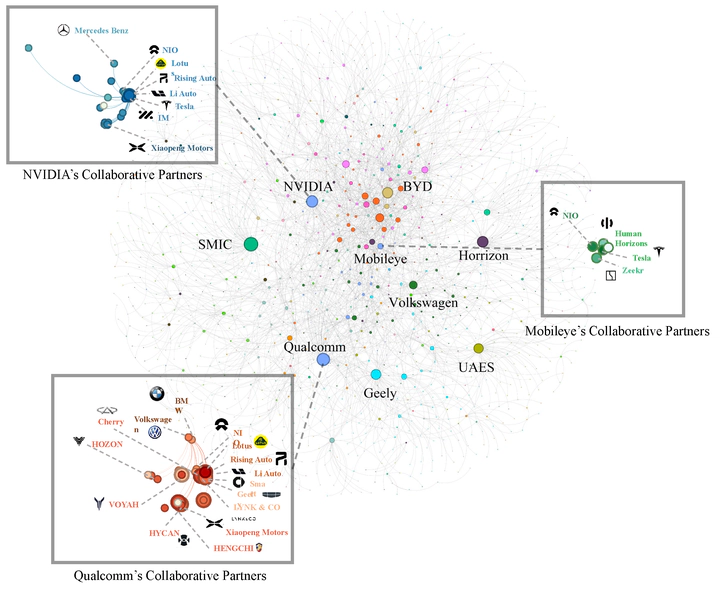 Mercedes Benz
NIO
Lotu
s
Rising Auto
Li Auto
Tesla
IM
Xiaopeng Motors
NVIDIA's Collaborative Partners
NVIDIA
BYD
SMIC
Mobileye
Horrizon
Volkswagen
Qualcomm
UAES
Geely
NIO
Human
Horizons
Tesla
Zeekr
Mobileye's Collaborative Partners
BM
W
Cherry
Volkswage
n
HOZON
NI
O
Lotus
Rising Auto
Li Auto
Sma
LYNK & CO
LYNK&CO
VOYAH
Xiaopeng Motors
HYCAN
HENGCHI
Qualcomm's Collaborative Partners